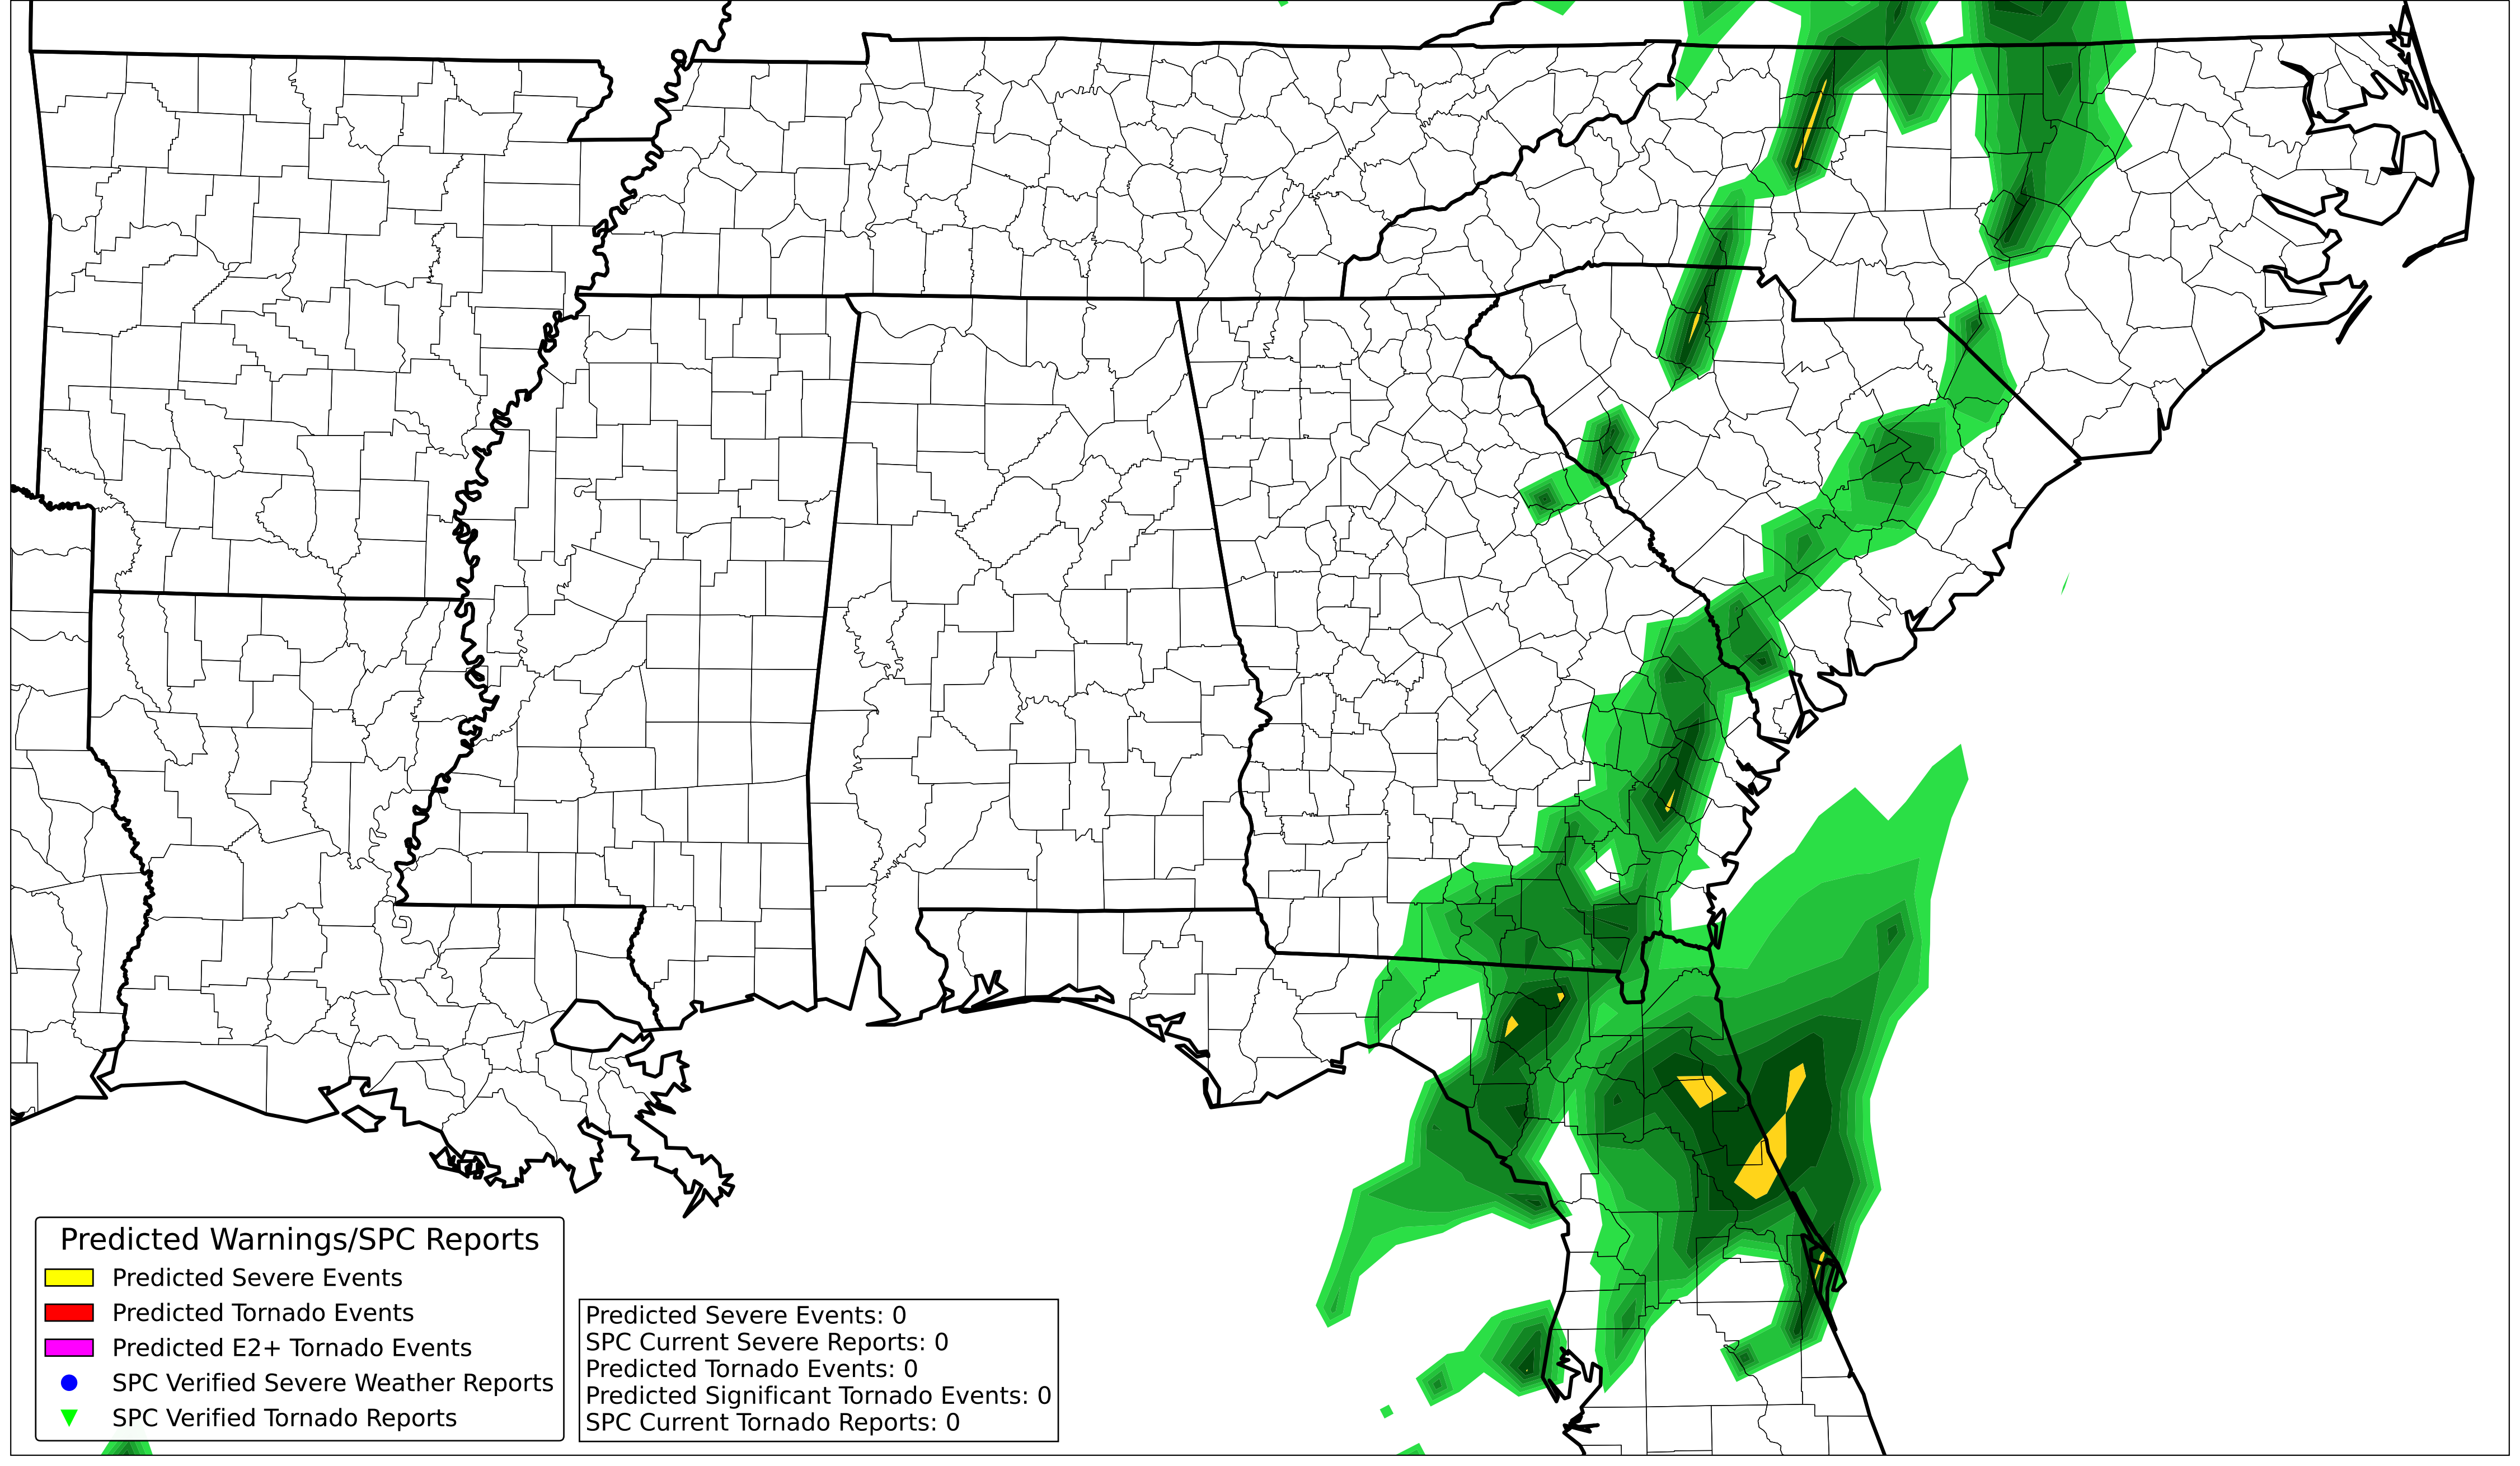 Predicted Warnings/SPC Reports
Predicted Severe Events
Predicted Tornado Events
Predicted E2+ Tornado Events
SPC Verified Severe Weather Reports
SPC Verified Tornado Reports
Predicted Severe Events: 0
SPC Current Severe Reports: 0
Predicted Tornado Events: 0
Predicted Significant Tornado Events: 0
SPC Current Tornado Reports: 0